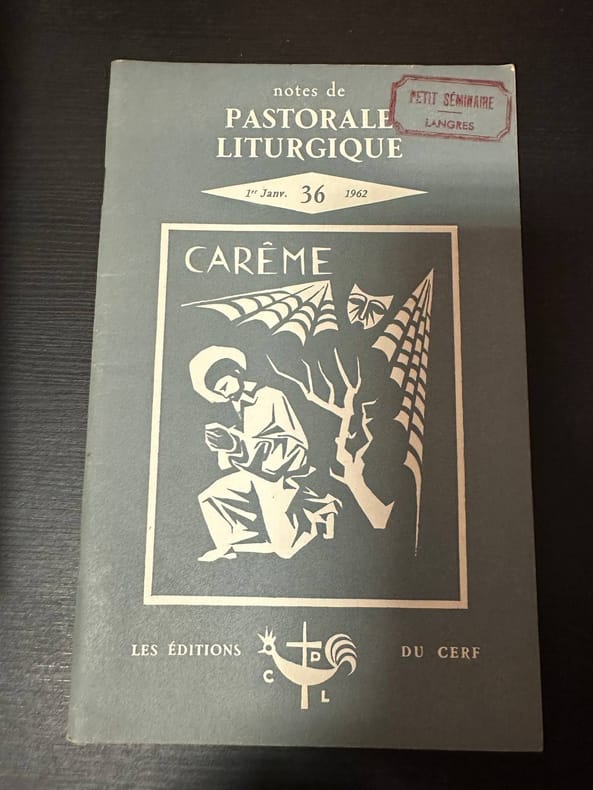 notes de
PASTORALE
LITURGIQUE
PETIT SÉMINAIRE
LANGRES
1er Janv. 36 1962
CARÊME
LES ÉDITIONS DU CERF
C P
C L